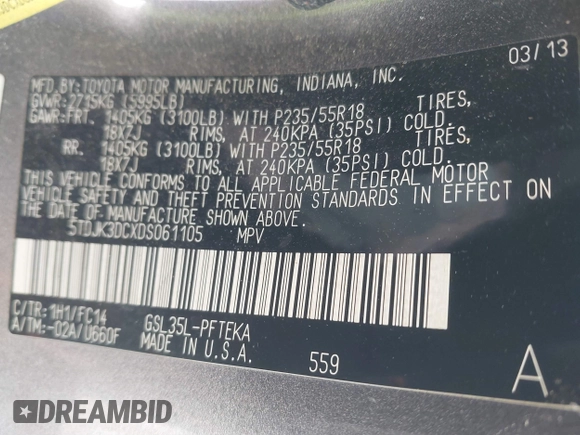 03/13
MFD.BY:TOYOTA MOTOR MANUFACTURING, INDIANA, INC.
GVWR:2715KG (5995LB)
GAWR:FRT. 1405KG (3100LB) WITH P235/55R18 TIRES,
18X7J RIMS, AT 240KPA (35PSI) COLD.
RR. 1405KG (3100LB) WITH P235/55R18 TIRES,
18X7J RIMS, AT 240KPA (35PSI) COLD.
THIS VEHICLE CONFORMS TO ALL APPLICABLE FEDERAL MOTOR
VEHICLE SAFETY AND THEFT PREVENTION STANDARDS IN EFFECT ON
THE DATE OF MANUFACTURE SHOWN ABOVE.
5TDJK3DCXDS061105 MPV
C/TR:1H1/FC14
A/TM:-02A/U660F
GSL35L-PFTEKA
MADE IN U.S.A.
559
A
DREAMBID